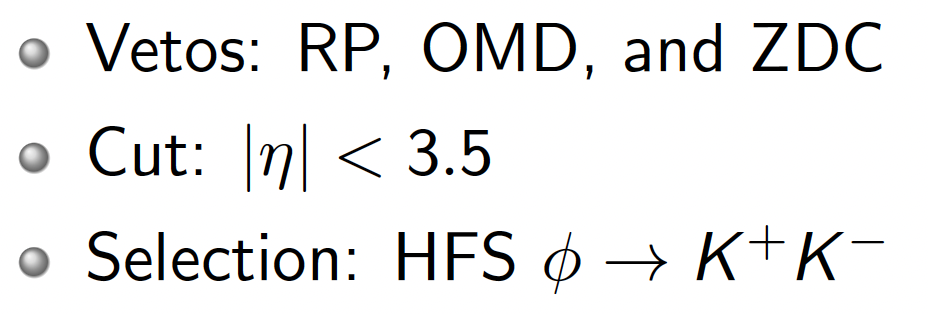 Vetos: RP, OMD, and ZDC
Cut: |η| < 3.5
Selection: HFS ϕ → K⁺K⁻